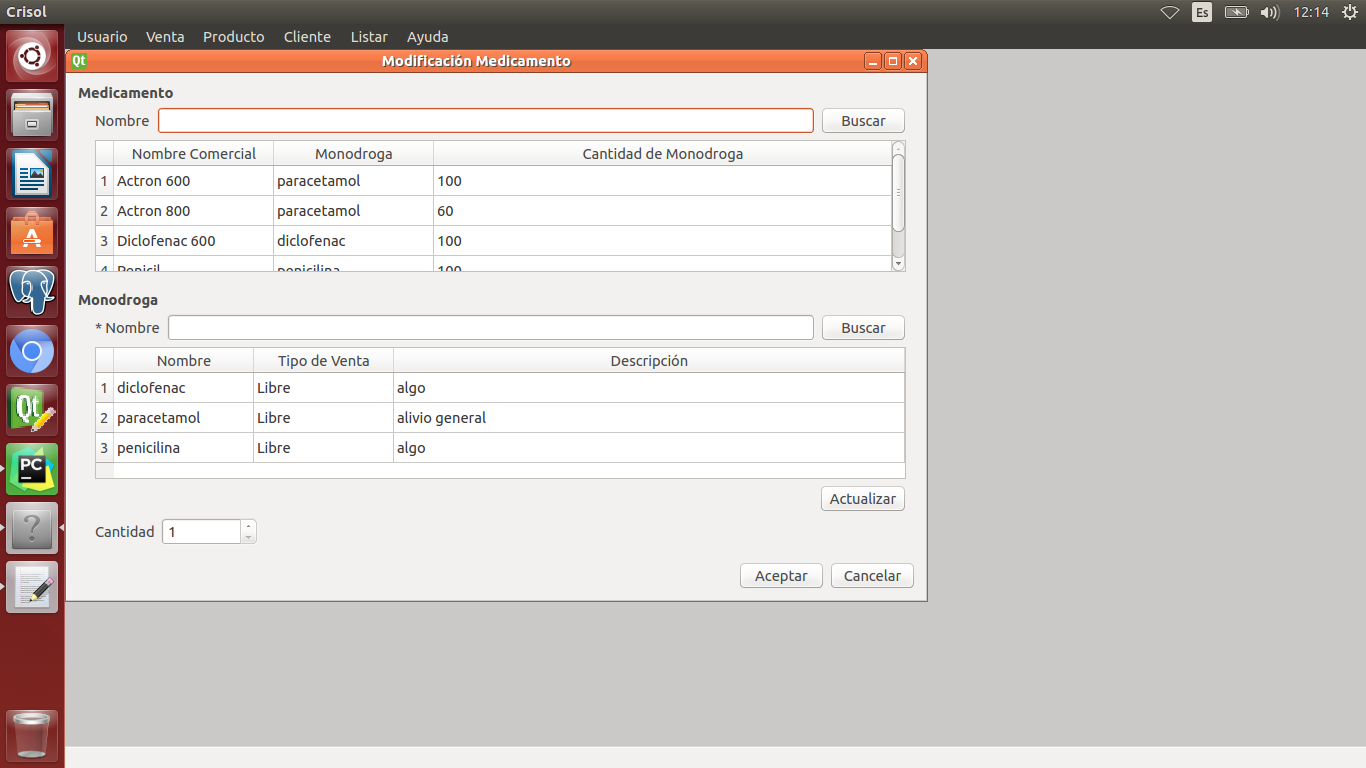 Crisol
Es
12:14
Usuario Venta Producto Cliente Listar Ayuda
Qt
Modificación Medicamento
Medicamento
Nombre
Buscar
Nombre Comercial Monodroga Cantidad de Monodroga
1 Actron 600 paracetamol 100
2 Actron 800 paracetamol 60
3 Diclofenac 600 diclofenac 100
4 Penicil penicilina 100
Monodroga
* Nombre
Buscar
Nombre Tipo de Venta Descripción
1 diclofenac Libre algo
2 paracetamol Libre alivio general
3 penicilina Libre algo
Actualizar
Cantidad 1
Aceptar Cancelar
A
Qt
PC
?